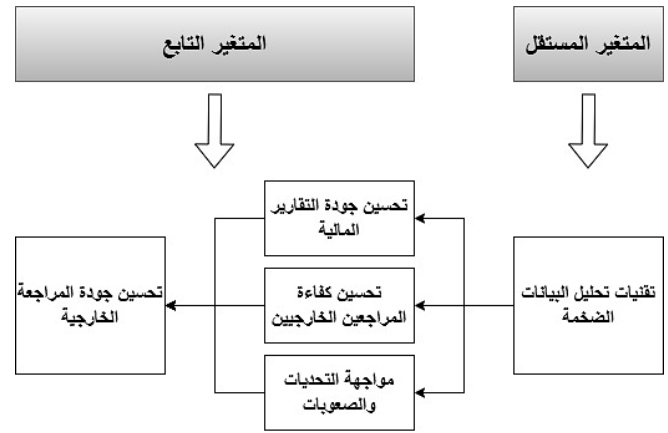 المتغير المستقل
المتغير التابع
تقنيات تحليل البيانات
الضخمة
تحسين جودة التقارير
المالية
تحسين كفاءة
المراجعين الخارجيين
مواجهة التحديات
والصعوبات
تحسين جودة المراجعة
الخارجية